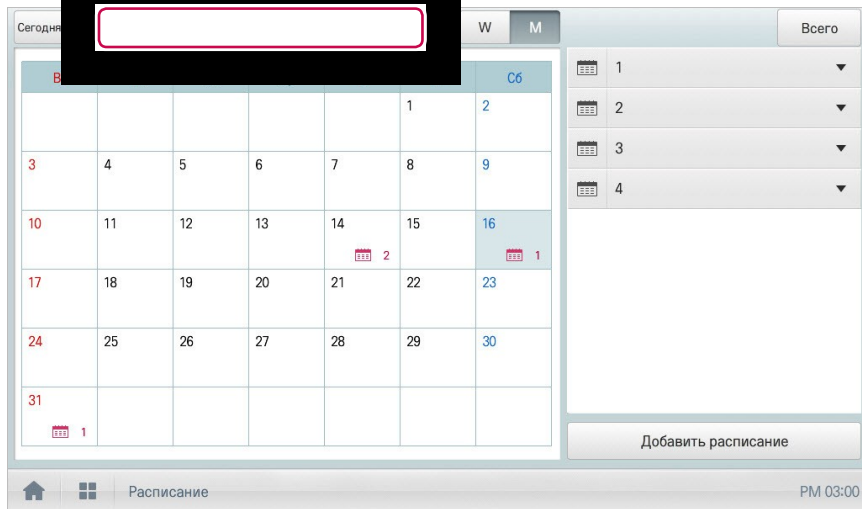 Сегодня
W M
Всего
Сб
1 2
3 4 5 6 7 8 9
10 11 12 13 14 15 16
2 1
17 18 19 20 21 22 23
24 25 26 27 28 29 30
31
1
1
2
3
4
Добавить расписание
Расписание
PM 03:00